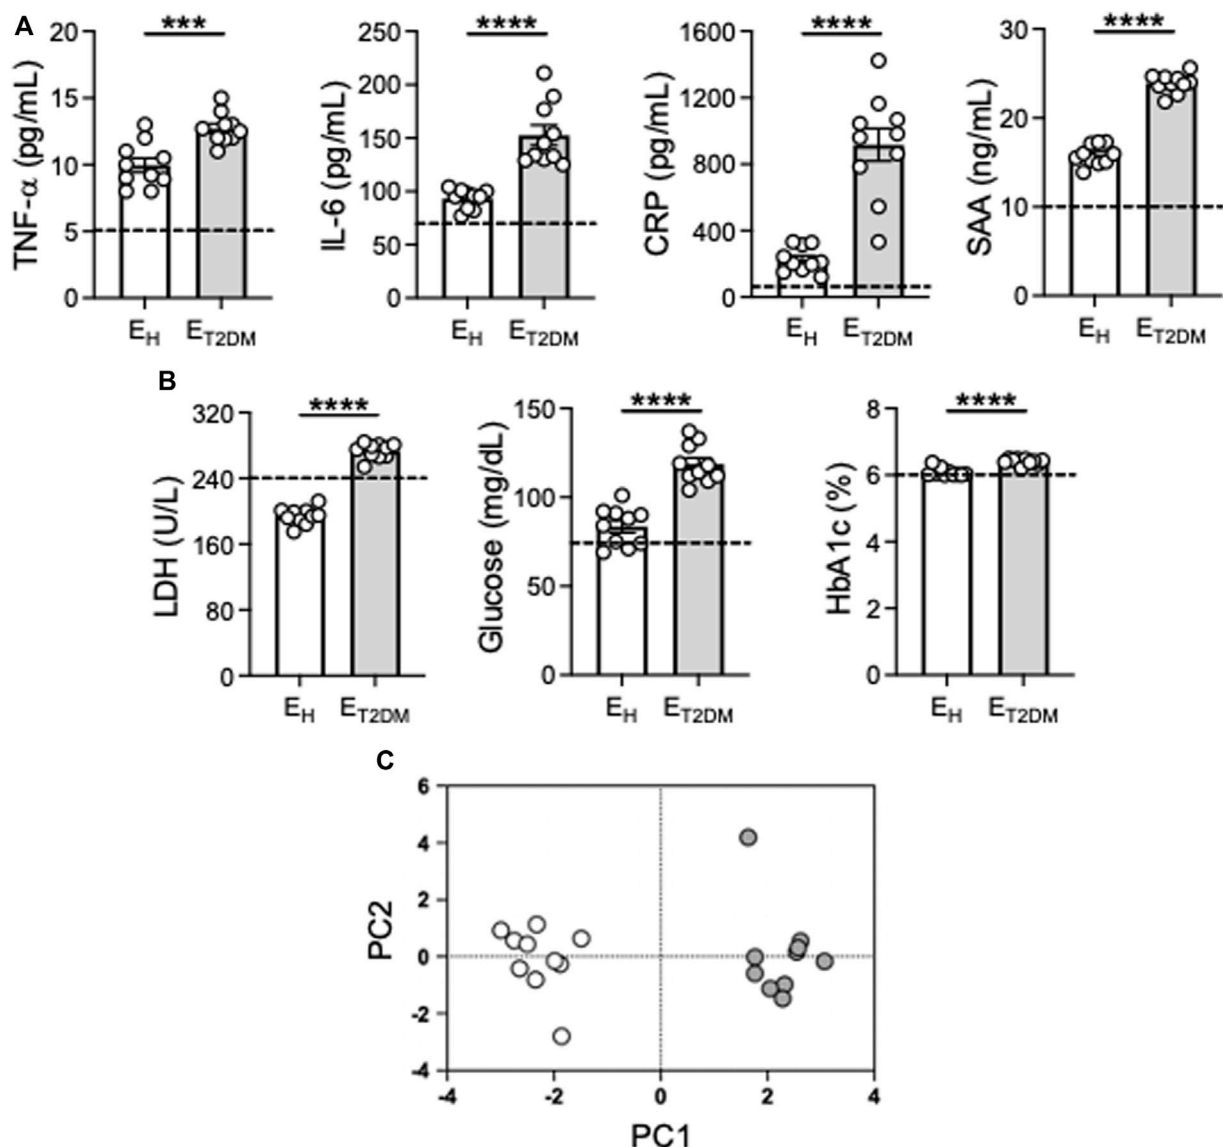 A
TNF-α (pg/mL)
20
15
10
5
0
***
E_H
E_T2DM
IL-6 (pg/mL)
250
200
150
100
50
0
****
E_H
E_T2DM
CRP (pg/mL)
1600
1200
800
400
0
****
E_H
E_T2DM
SAA (ng/mL)
30
20
10
0
****
E_H
E_T2DM
B
LDH (U/L)
320
240
160
80
0
****
E_H
E_T2DM
Glucose (mg/dL)
150
100
50
0
****
E_H
E_T2DM
HbA1c (%)
8
6
4
2
0
****
E_H
E_T2DM
C
PC2
6
4
2
0
-2
-4
-4
-2
0
2
4
PC1